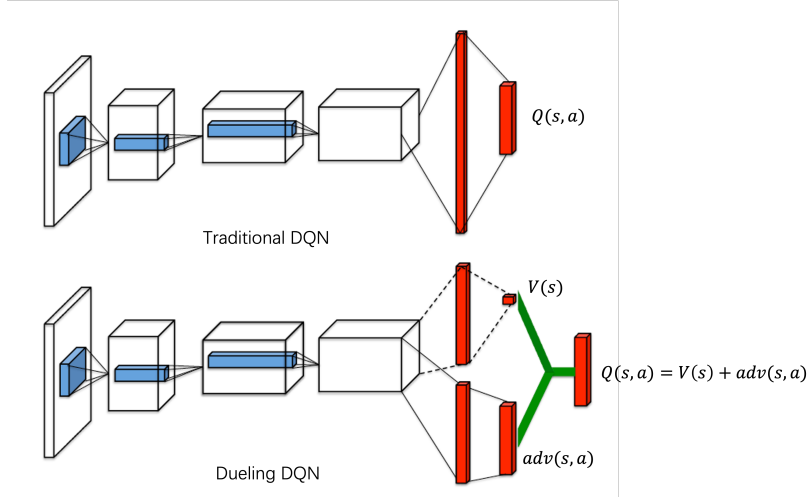 Q(s, a)
Traditional DQN
V(s)
Q(s, a) = V(s) + adv(s, a)
adv(s, a)
Dueling DQN